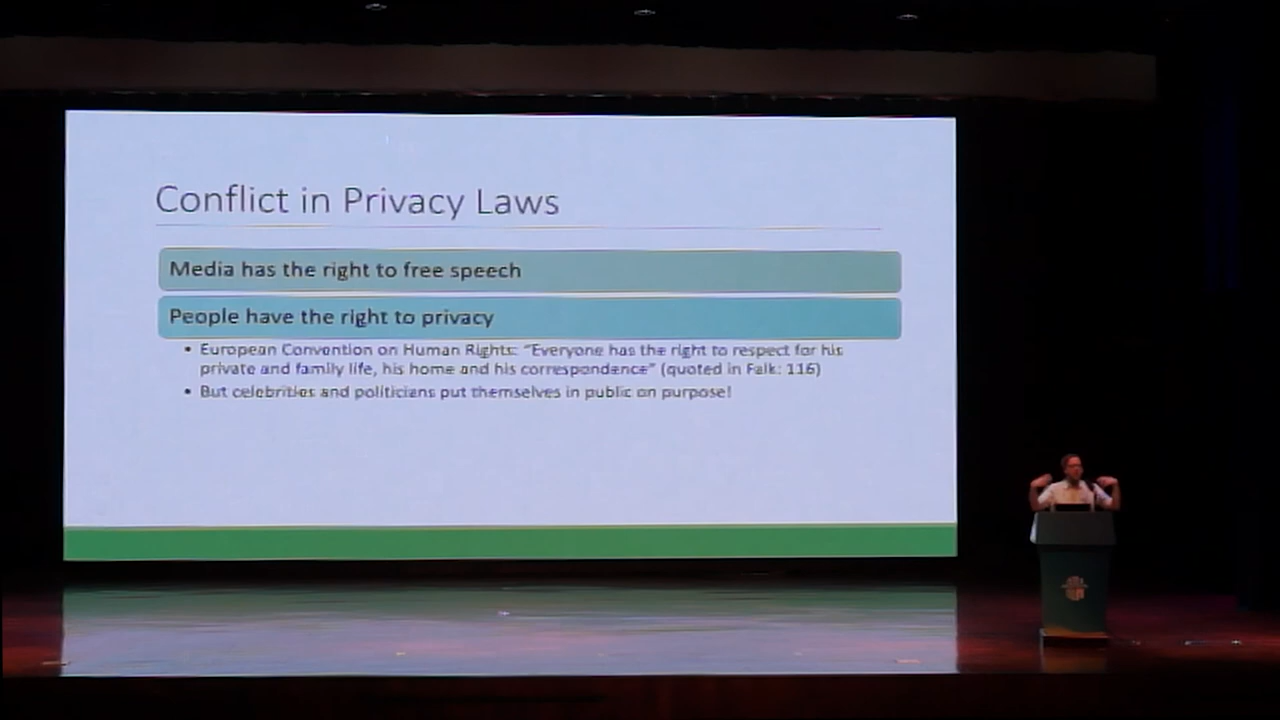 Conflict in Privacy Laws
Media has the right to free speech
People have the right to privacy
• European Convention on Human Rights: “Everyone has the right to respect for his
private and family life, his home and his correspondence” (quoted in Falk: 116)
• But celebrities and politicians put themselves in public on purpose!